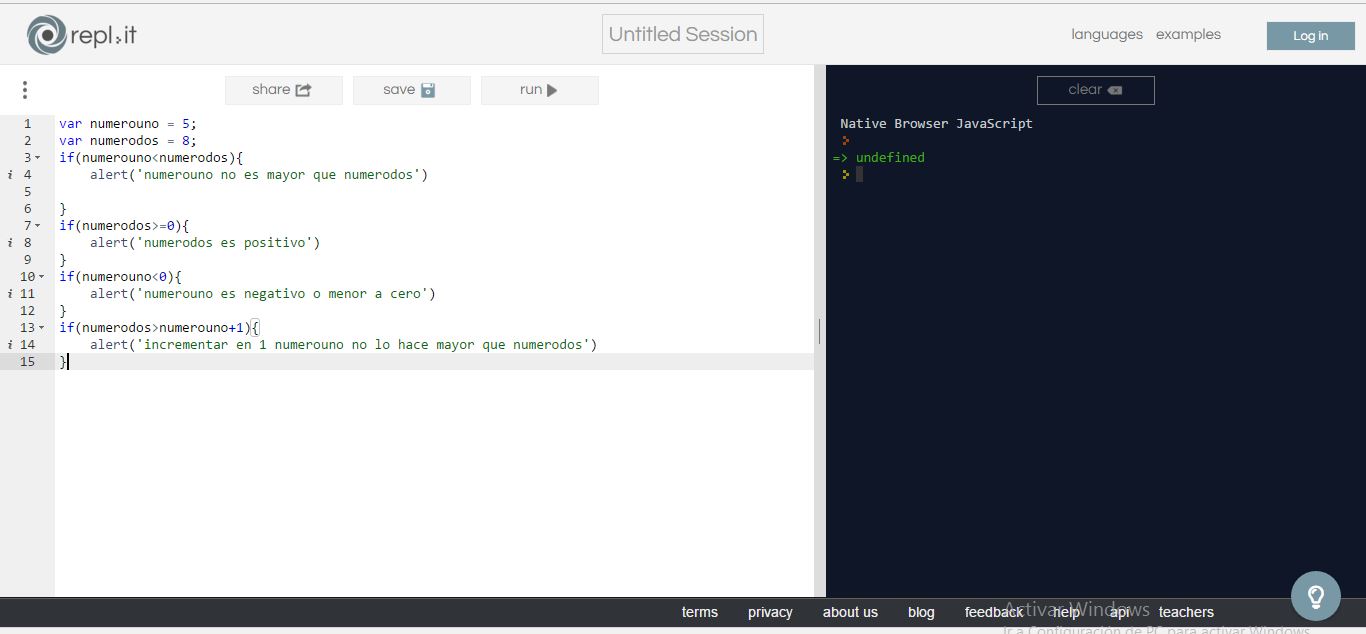 repl.it
Untitled Session
languages examples Log in
share save run clear
1 var numerouno = 5;
2 var numerodos = 8;
3 if(numerouno<numerodos){
i 4 alert('numerouno no es mayor que numerodos')
5
6 }
7 if(numerodos>=0){
i 8 alert('numerodos es positivo')
9 }
10 if(numerouno<0){
i 11 alert('numerouno es negativo o menor a cero')
12 }
13 if(numerodos>numerouno+1){
i 14 alert('incrementar en 1 numerouno no lo hace mayor que numerodos')
15 }
Native Browser JavaScript
=> undefined
terms privacy about us blog feedback help api teachers
Activar Windows
Ir a Configuración de PC para activar Windows